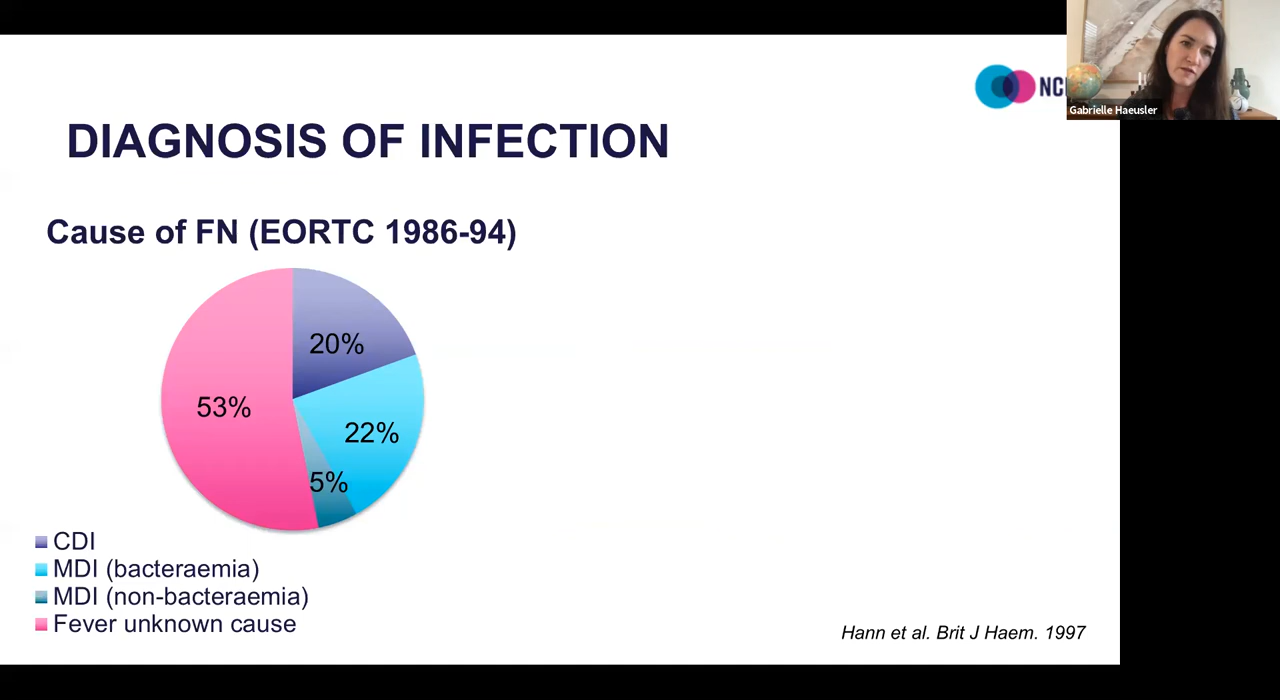 Gabrielle Haeusler
DIAGNOSIS OF INFECTION
Cause of FN (EORTC 1986-94)
20%
53%
22%
5%
CDI
MDI (bacteraemia)
MDI (non-bacteraemia)
Fever unknown cause
Hann et al. Brit J Haem. 1997